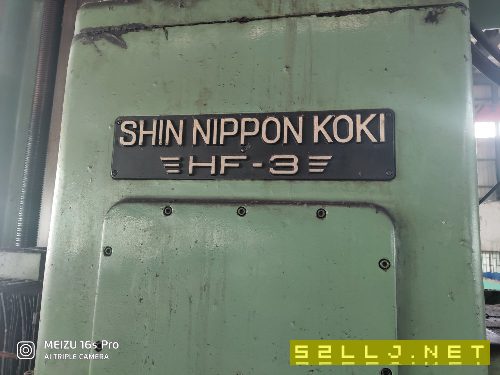 SHIN NIPPON KOKI
HF-3
MEIZU 16s Pro
AI TRIPLE CAMERA
52LLJ.NET